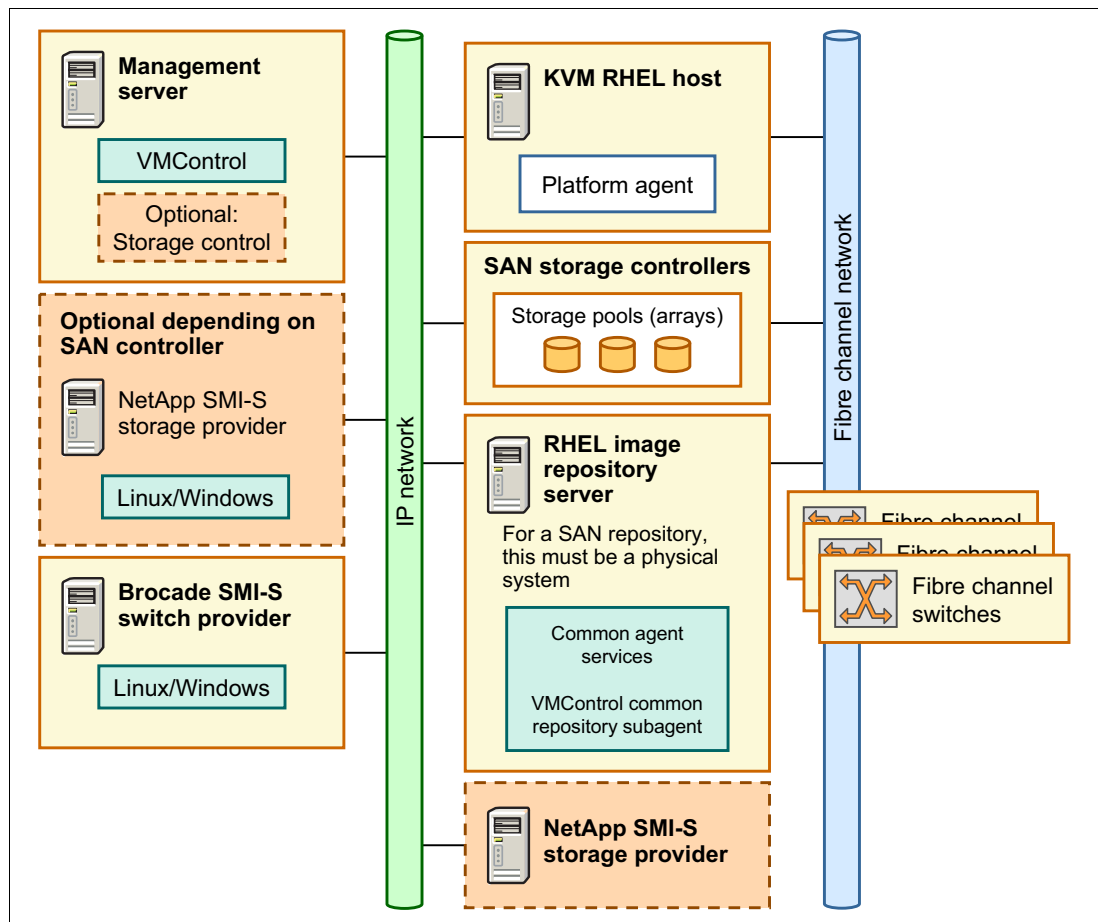 Management
server
VMControl
Optional:
Storage control
Optional depending on
SAN controller
NetApp SMI-S
storage provider
Linux/Windows
Brocade SMI-S
switch provider
Linux/Windows
IP network
KVM RHEL host
Platform agent
SAN storage controllers
Storage pools (arrays)
RHEL image
repository
server
For a SAN repository,
this must be a physical
system
Common agent
services
VMControl common
repository subagent
NetApp SMI-S
storage provider
Fibre channel network
Fibre channel
Fibre channel
Fibre channel
switches